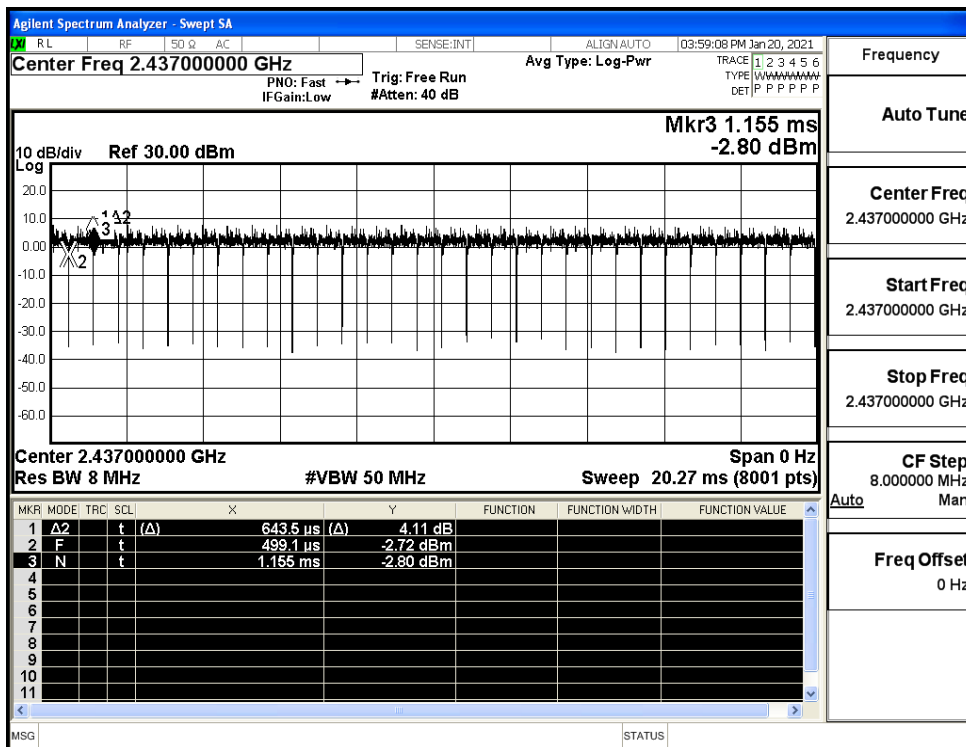 Agilent Spectrum Analyzer - Swept SA
LXI RL RF 50 Ω AC SENSE:INT ALIGN AUTO 03:59:08 PM Jan 20, 2021
Center Freq 2.437000000 GHz
PNO: Fast
IFGain:Low
Trig: Free Run
#Atten: 40 dB
Avg Type: Log-Pwr
TRACE 1 2 3 4 5 6
TYPE WWWWWW
DET P P P P P P
Mkr3 1.155 ms
-2.80 dBm
10 dB/div Ref 30.00 dBm
Log
20.0
10.0
0.00
-10.0
-20.0
-30.0
-40.0
-50.0
-60.0
1Δ2
3
2
Center 2.437000000 GHz Span 0 Hz
Res BW 8 MHz #VBW 50 MHz Sweep 20.27 ms (8001 pts)
MKR MODE TRC SCL X Y FUNCTION FUNCTION WIDTH FUNCTION VALUE
1 Δ2 t (Δ) 643.5 µs (Δ) 4.11 dB
2 F t 499.1 µs -2.72 dBm
3 N t 1.155 ms -2.80 dBm
4
5
6
7
8
9
10
11
MSG STATUS
Frequency
Auto Tune
Center Freq
2.437000000 GHz
Start Freq
2.437000000 GHz
Stop Freq
2.437000000 GHz
CF Step
8.000000 MHz
Auto Man
Freq Offset
0 Hz